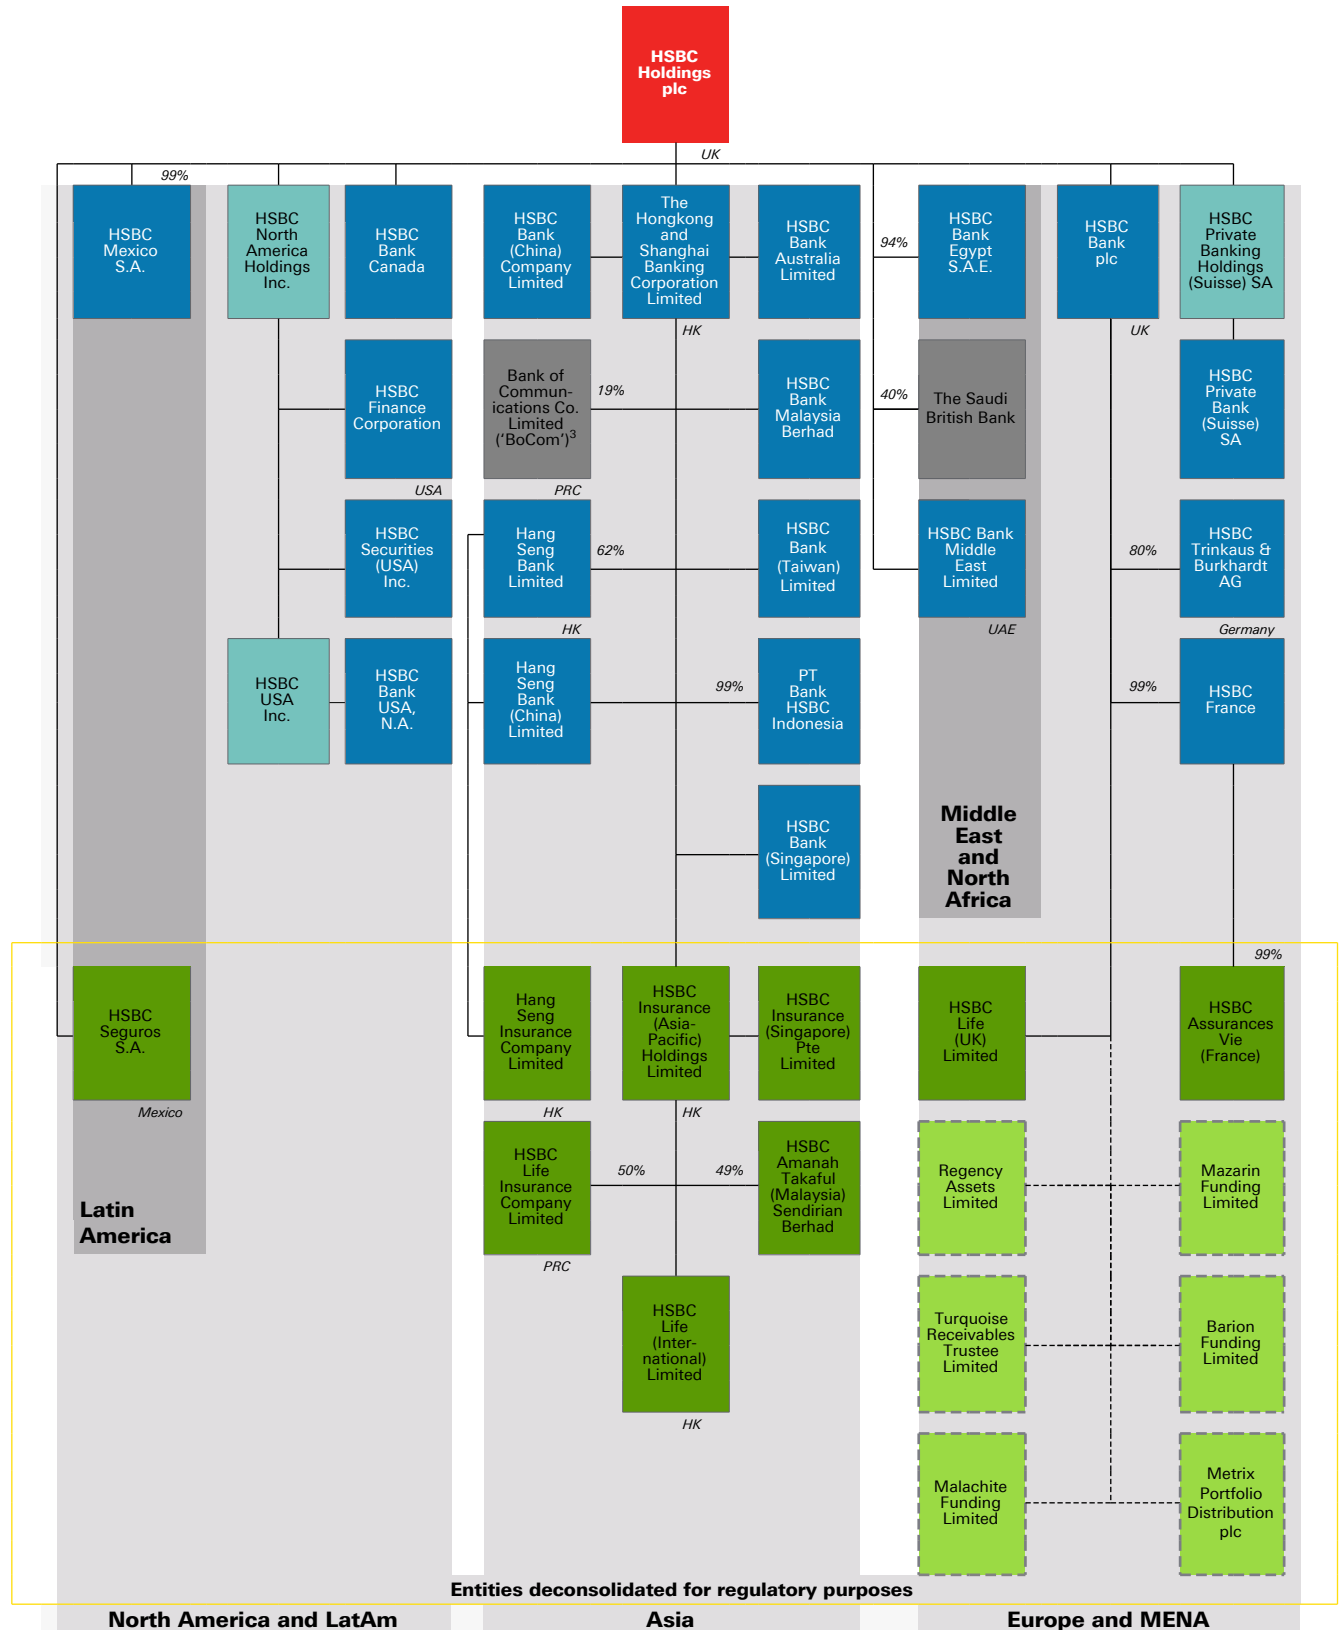 HSBC
Holdings
plc
UK
99%
HSBC
Mexico
S.A.
HSBC
North
America
Holdings
Inc.
HSBC
Bank
Canada
HSBC
Bank
(China)
Company
Limited
The
Hongkong
and
Shanghai
Banking
Corporation
Limited
HK
HSBC
Bank
Australia
Limited
94%
HSBC
Bank
Egypt
S.A.E.
HSBC
Bank
plc
UK
HSBC
Private
Banking
Holdings
(Suisse) SA
HSBC
Finance
Corporation
USA
Bank of
Commun-
ications Co.
Limited
(‘BoCom’)3
PRC
19%
HSBC
Bank
Malaysia
Berhad
40%
The Saudi
British Bank
HSBC
Private
Bank
(Suisse)
SA
HSBC
Securities
(USA)
Inc.
Hang
Seng
Bank
Limited
HK
62%
HSBC
Bank
(Taiwan)
Limited
HSBC Bank
Middle
East
Limited
UAE
80%
HSBC
Trinkaus &
Burkhardt
AG
Germany
HSBC
USA
Inc.
HSBC
Bank
USA,
N.A.
Hang
Seng
Bank
(China)
Limited
99%
PT
Bank
HSBC
Indonesia
99%
HSBC
France
HSBC
Bank
(Singapore)
Limited
Middle
East
and
North
Africa
99%
HSBC
Seguros
S.A.
Mexico
Hang
Seng
Insurance
Company
Limited
HK
HSBC
Insurance
(Asia-
Pacific)
Holdings
Limited
HK
HSBC
Insurance
(Singapore)
Pte
Limited
HSBC
Life
(UK)
Limited
HSBC
Assurances
Vie
(France)
Latin
America
HSBC
Life
Insurance
Company
Limited
PRC
50%
49%
HSBC
Amanah
Takaful
(Malaysia)
Sendirian
Berhad
Regency
Assets
Limited
Mazarin
Funding
Limited
HSBC
Life
(Inter-
national)
Limited
HK
Turquoise
Receivables
Trustee
Limited
Barion
Funding
Limited
Malachite
Funding
Limited
Metrix
Portfolio
Distribution
plc
Entities deconsolidated for regulatory purposes
North America and LatAm
Asia
Europe and MENA